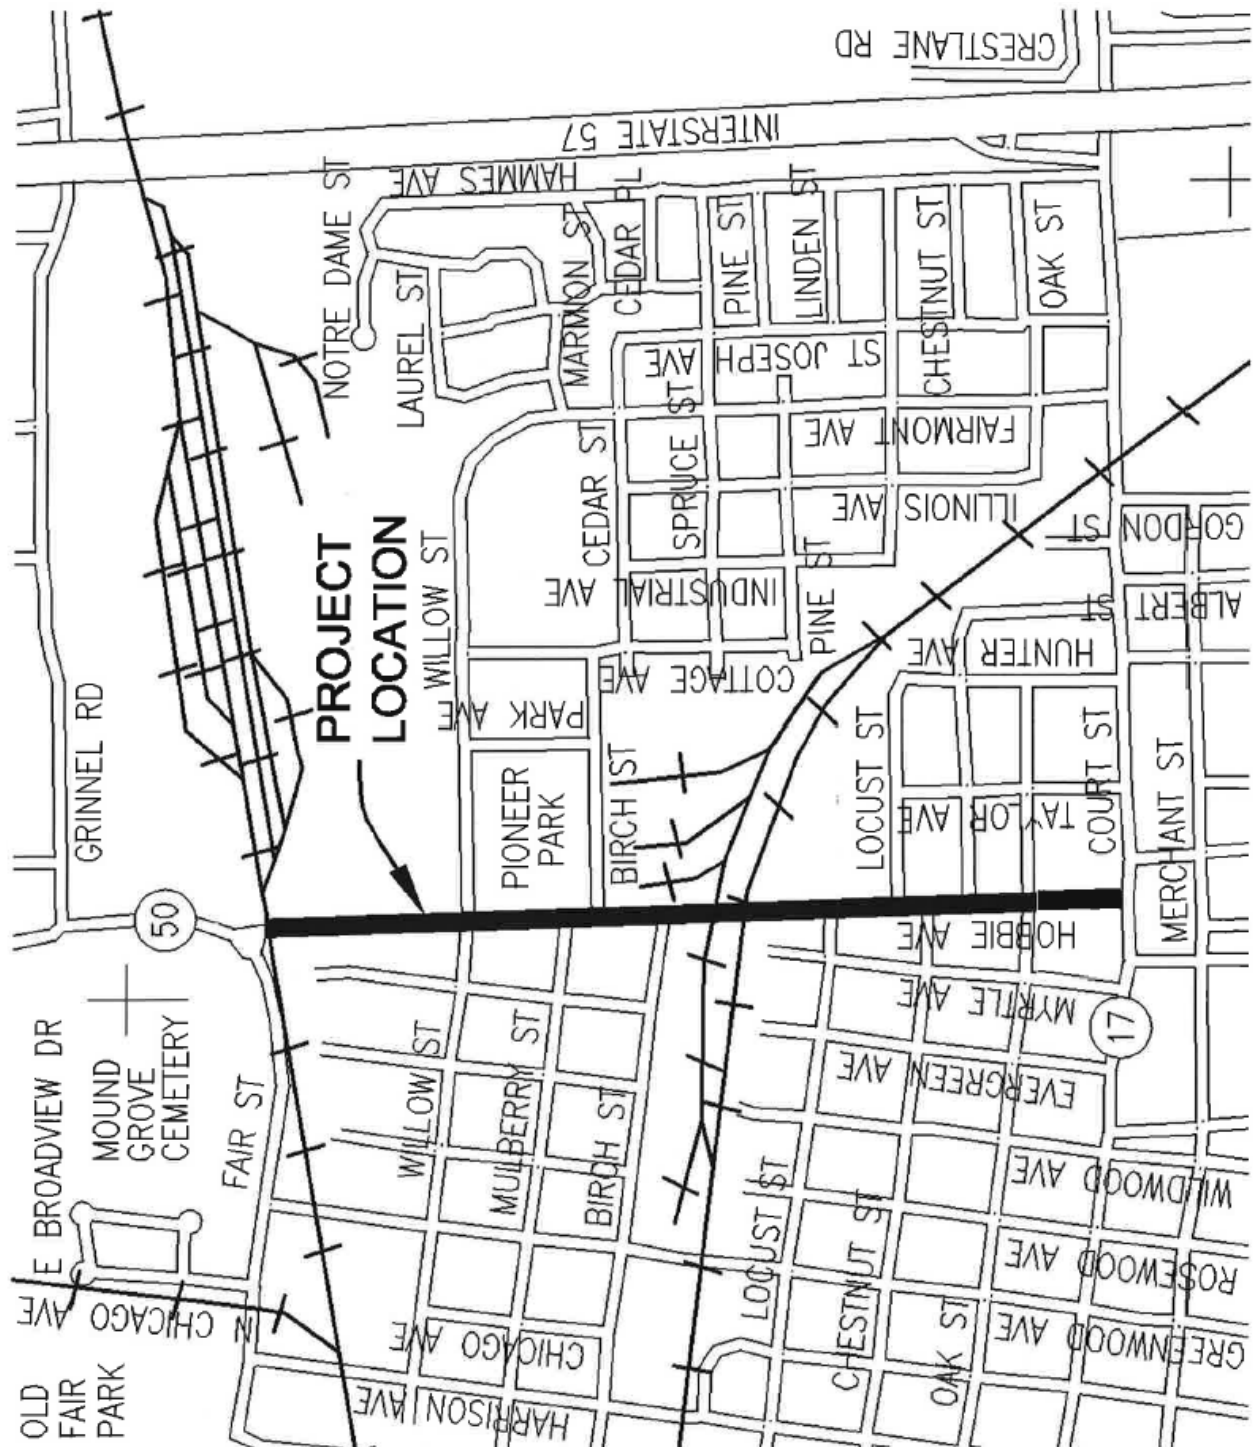 CRESTLANE RD
INTERSTATE 57
HAMMES AVE
NOTRE DAME ST
LAUREL ST
MARMION ST
CEDAR PL
PINE ST
LINDEN ST
CHESTNUT ST
OAK ST
ST JOSEPH AVE
FAIRMONT AVE
ILLINOIS AVE
CEDAR ST
SPRUCE ST
INDUSTRIAL AVE
PINE ST
GORDON ST
ALBERT ST
HUNTER AVE
COTTAGE AVE
PARK AVE
WILLOW ST
PROJECT
LOCATION
GRINNEL RD
PIONEER
PARK
BIRCH ST
LOCUST ST
TAYLOR AVE
COURT ST
MERCHANT ST
50
HOBBIE AVE
MYRTLE AVE
17
EVERGREEN AVE
E BROADVIEW DR
MOUND
GROVE
CEMETERY
FAIR ST
WILLOW ST
MULBERRY ST
BIRCH ST
LOCUST ST
CHESTNUT ST
OAK ST
WILDWOOD AVE
ROSEWOOD AVE
GREENWOOD AVE
N CHICAGO AVE
CHICAGO AVE
HARRISON AVE
OLD
FAIR
PARK